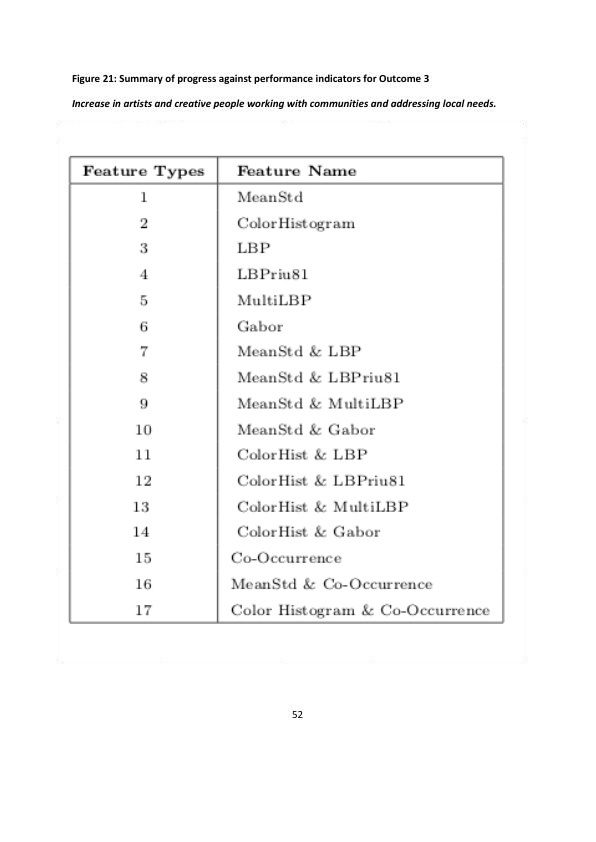 Figure 21: Summary of progress against performance indicators for Outcome 3
Increase in artists and creative people working with communities and addressing local needs.
Feature Types Feature Name
1 MeanStd
2 ColorHistogram
3 LBP
4 LBPriu81
5 MultiLBP
6 Gabor
7 MeanStd & LBP
8 MeanStd & LBPriu81
9 MeanStd & MultiLBP
10 MeanStd & Gabor
11 ColorHist & LBP
12 ColorHist & LBPriu81
13 ColorHist & MultiLBP
14 ColorHist & Gabor
15 Co-Occurrence
16 MeanStd & Co-Occurrence
17 Color Histogram & Co-Occurrence
52